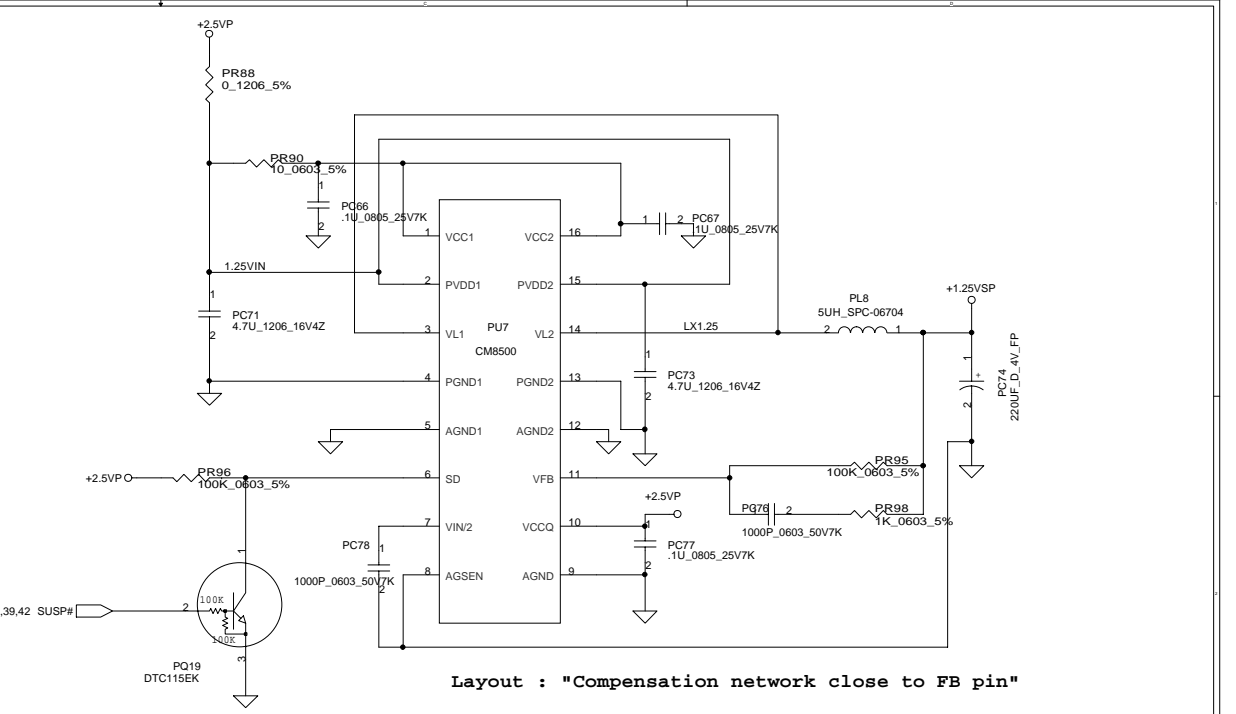 +2.5VP
PR88
0_1206_5%
PR90
10_0603_5%
1
PC66
.1U_0805_25V7K
2
1 2 PC67
.1U_0805_25V7K
1 VCC1 VCC2 16
1.25VIN
2 PVDD1 PVDD2 15
1
PC71
4.7U_1206_16V4Z
2
3 VL1 VL2 14 LX1.25
PU7
CM8500
PL8
5UH_SPC-06704
2 1
+1.25VSP
1
+
PC74
220UF_D_4V_FP
2
1
PC73
4.7U_1206_16V4Z
2
4 PGND1 PGND2 13
5 AGND1 AGND2 12
+2.5VP
PR96
100K_0603_5%
6 SD VFB 11
PR95
100K_0603_5%
PC76 2
1000P_0603_50V7K
PR98
1K_0603_5%
+2.5VP
7 VIN/2 VCCQ 10
1
PC77
.1U_0805_25V7K
2
PC78 1
1000P_0603_50V7K
2
8 AGSEN AGND 9
,39,42 SUSP#
2
100K
100K
1
3
PQ19
DTC115EK
Layout : "Compensation network close to FB pin"